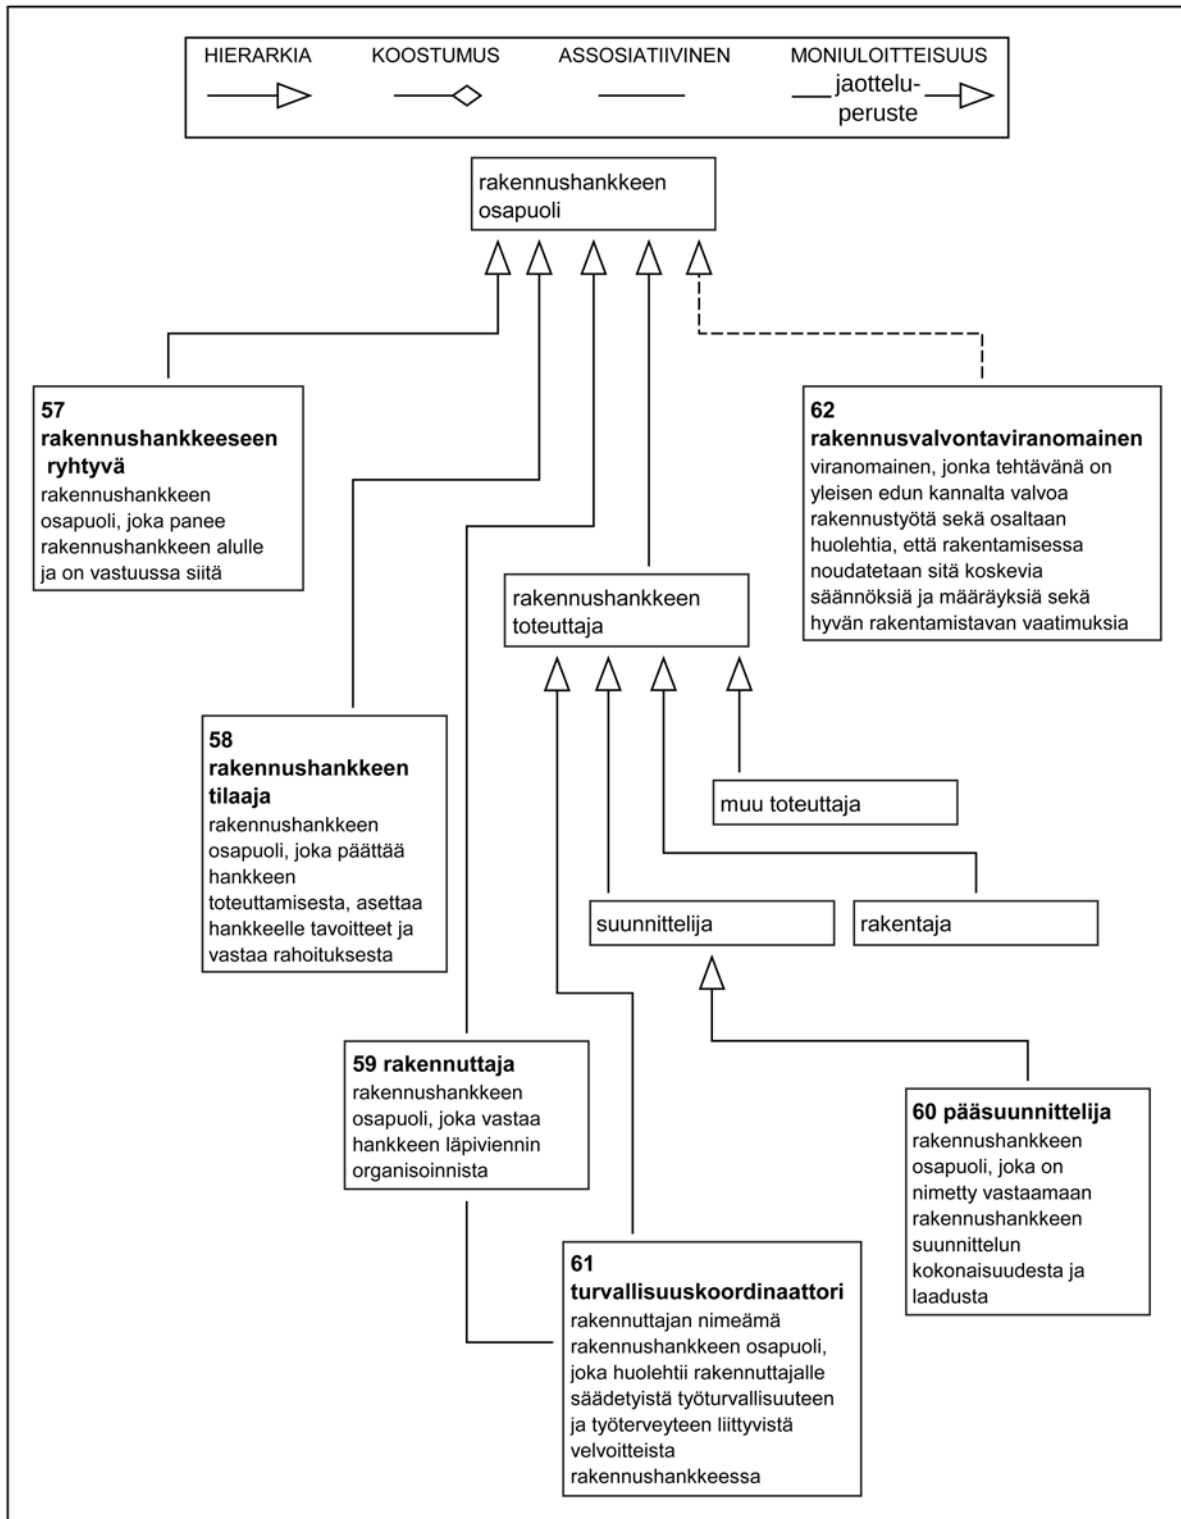 HIERARKIA
KOOSTUMUS
ASSOSIATIIVINEN
MONIULOITTEISUUS
jaottelu-
peruste
rakennushankkeen
osapuoli
57
rakennushankkeeseen
ryhtyvä
rakennushankkeen
osapuoli, joka panee
rakennushankkeen alulle
ja on vastuussa siitä
62
rakennusvalvontaviranomainen
viranomainen, jonka tehtävänä on
yleisen edun kannalta valvoa
rakennustyötä sekä osaltaan
huolehtia, että rakentamisessa
noudatetaan sitä koskevia
säännöksiä ja määräyksiä sekä
hyvän rakentamistavan vaatimuksia
rakennushankkeen
toteuttaja
58
rakennushankkeen
tilaaja
rakennushankkeen
osapuoli, joka päättää
hankkeen
toteuttamisesta, asettaa
hankkeelle tavoitteet ja
vastaa rahoituksesta
muu toteuttaja
suunnittelija
rakentaja
59 rakennuttaja
rakennushankkeen
osapuoli, joka vastaa
hankkeen läpiviennin
organisoinnista
60 pääsuunnittelija
rakennushankkeen
osapuoli, joka on
nimetty vastaamaan
rakennushankkeen
suunnittelun
kokonaisuudesta ja
laadusta
61
turvallisuuskoordinaattori
rakennuttajan nimeämä
rakennushankkeen osapuoli,
joka huolehtii rakennuttajalle
säädetyistä työturvallisuuteen
ja työterveyteen liittyvistä
velvoitteista
rakennushankkeessa